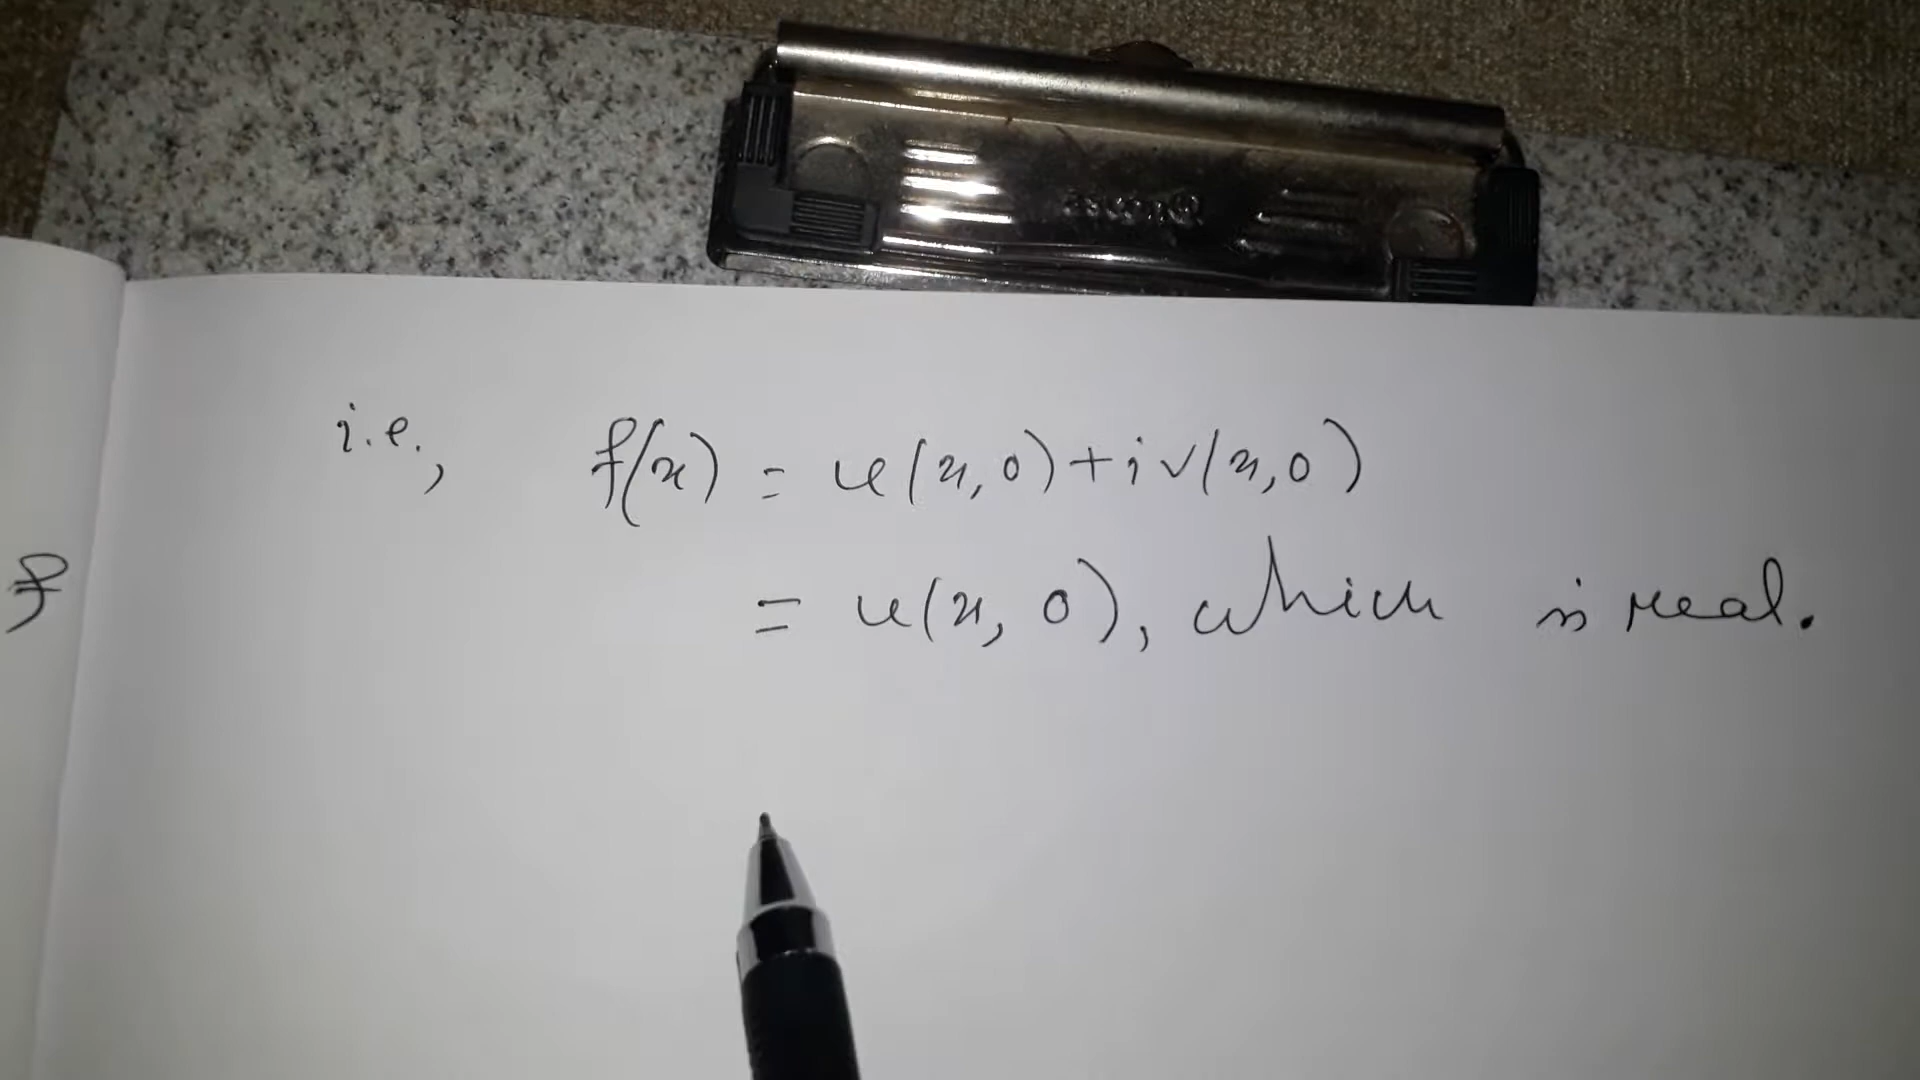 i.e., f(x) = u(x,0)+iv(x,0)
= u(x, 0), which is real.
f